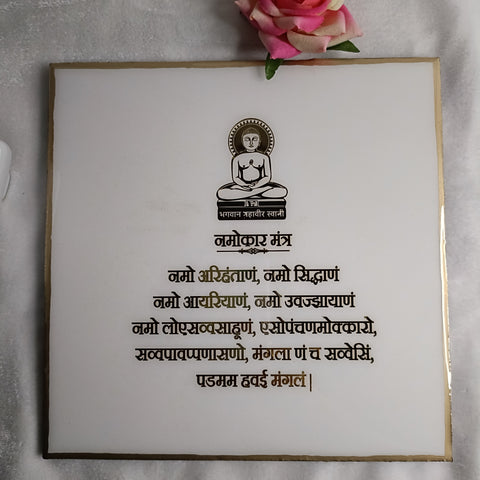 भगवान महावीर स्वामी
नमोकार मंत्र
नमो अरिहंताणं, नमो सिद्धाणं
नमो आयरियाणं, नमो उवज्झायाणं
नमो लोएसव्वसाहूणं, एसोपंचणमोक्कारो,
सव्वपावप्पणासणो, मंगला णं च सव्वेसिं,
पडमम हवई मंगलं|